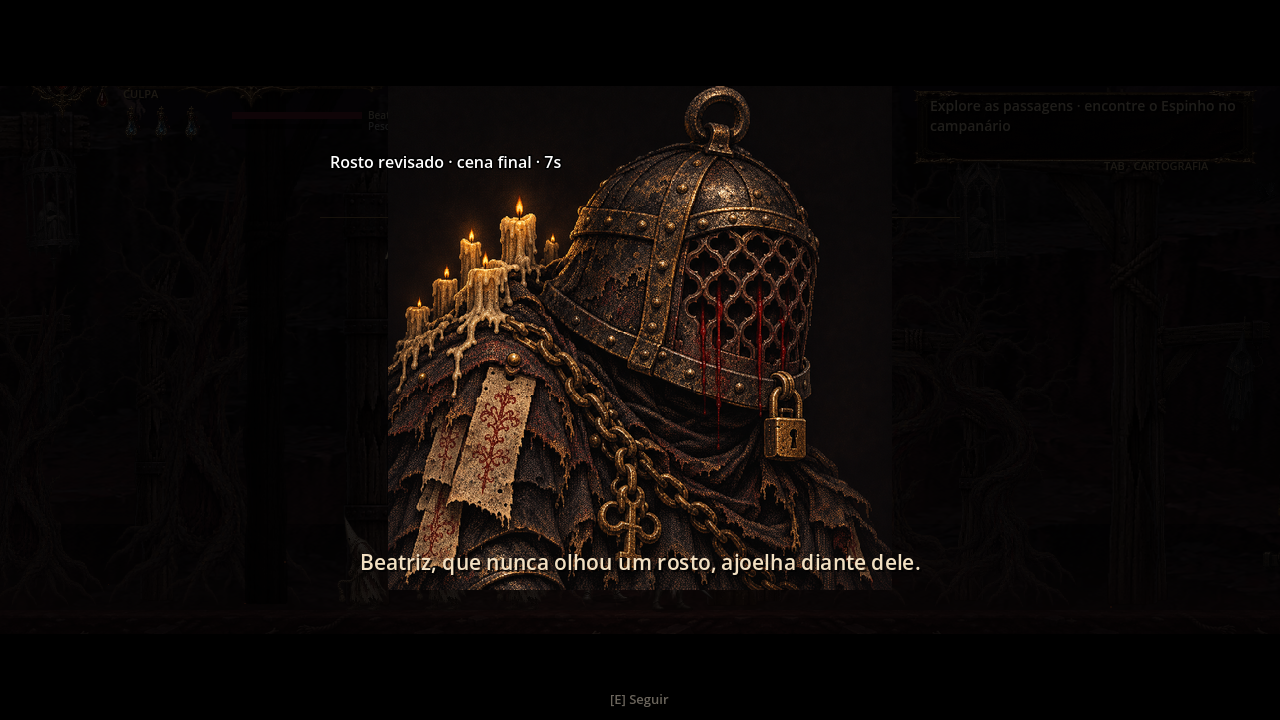 CULPA
Explore as passagens · encontre o Espinho no
campanário
TAB · CARTOGRAFIA
Rosto revisado · cena final · 7s
Beatriz, que nunca olhou um rosto, ajoelha diante dele.
[E] Seguir